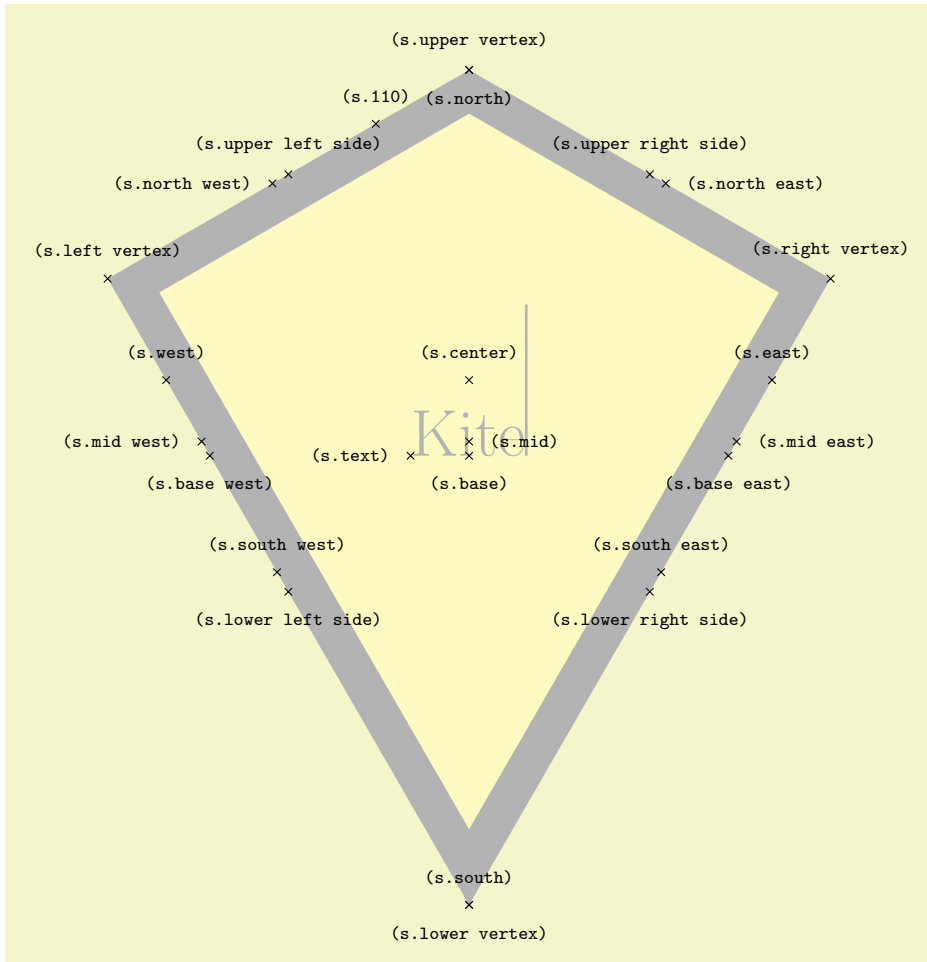 (s.upper vertex)
(s.110) (s.north)
(s.upper left side) (s.upper right side)
(s.north west) (s.north east)
(s.left vertex) (s.right vertex)
(s.west) (s.center) (s.east)
Kite
(s.mid west) (s.mid) (s.mid east)
(s.text)
(s.base west) (s.base) (s.base east)
(s.south west) (s.south east)
(s.lower left side) (s.lower right side)
(s.south)
(s.lower vertex)